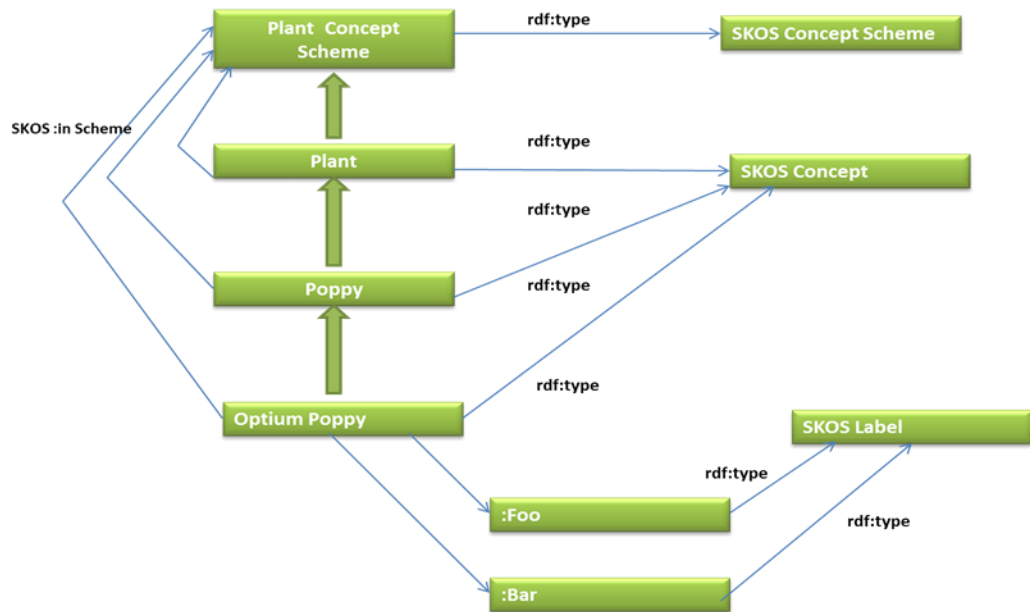 Plant Concept
Scheme
rdf:type
SKOS Concept Scheme
SKOS :in Scheme
rdf:type
Plant
SKOS Concept
rdf:type
Poppy
rdf:type
rdf:type
Optium Poppy
SKOS Label
rdf:type
:Foo
rdf:type
:Bar